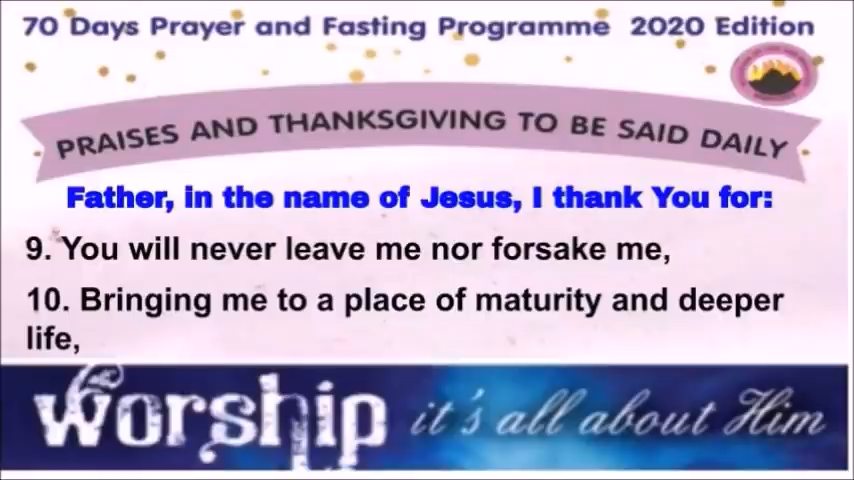 70 Days Prayer and Fasting Programme 2020 Edition
PRAISES AND THANKSGIVING TO BE SAID DAILY
Father, in the name of Jesus, I thank You for:
9. You will never leave me nor forsake me,
10. Bringing me to a place of maturity and deeper
life,
worship it's all about Him